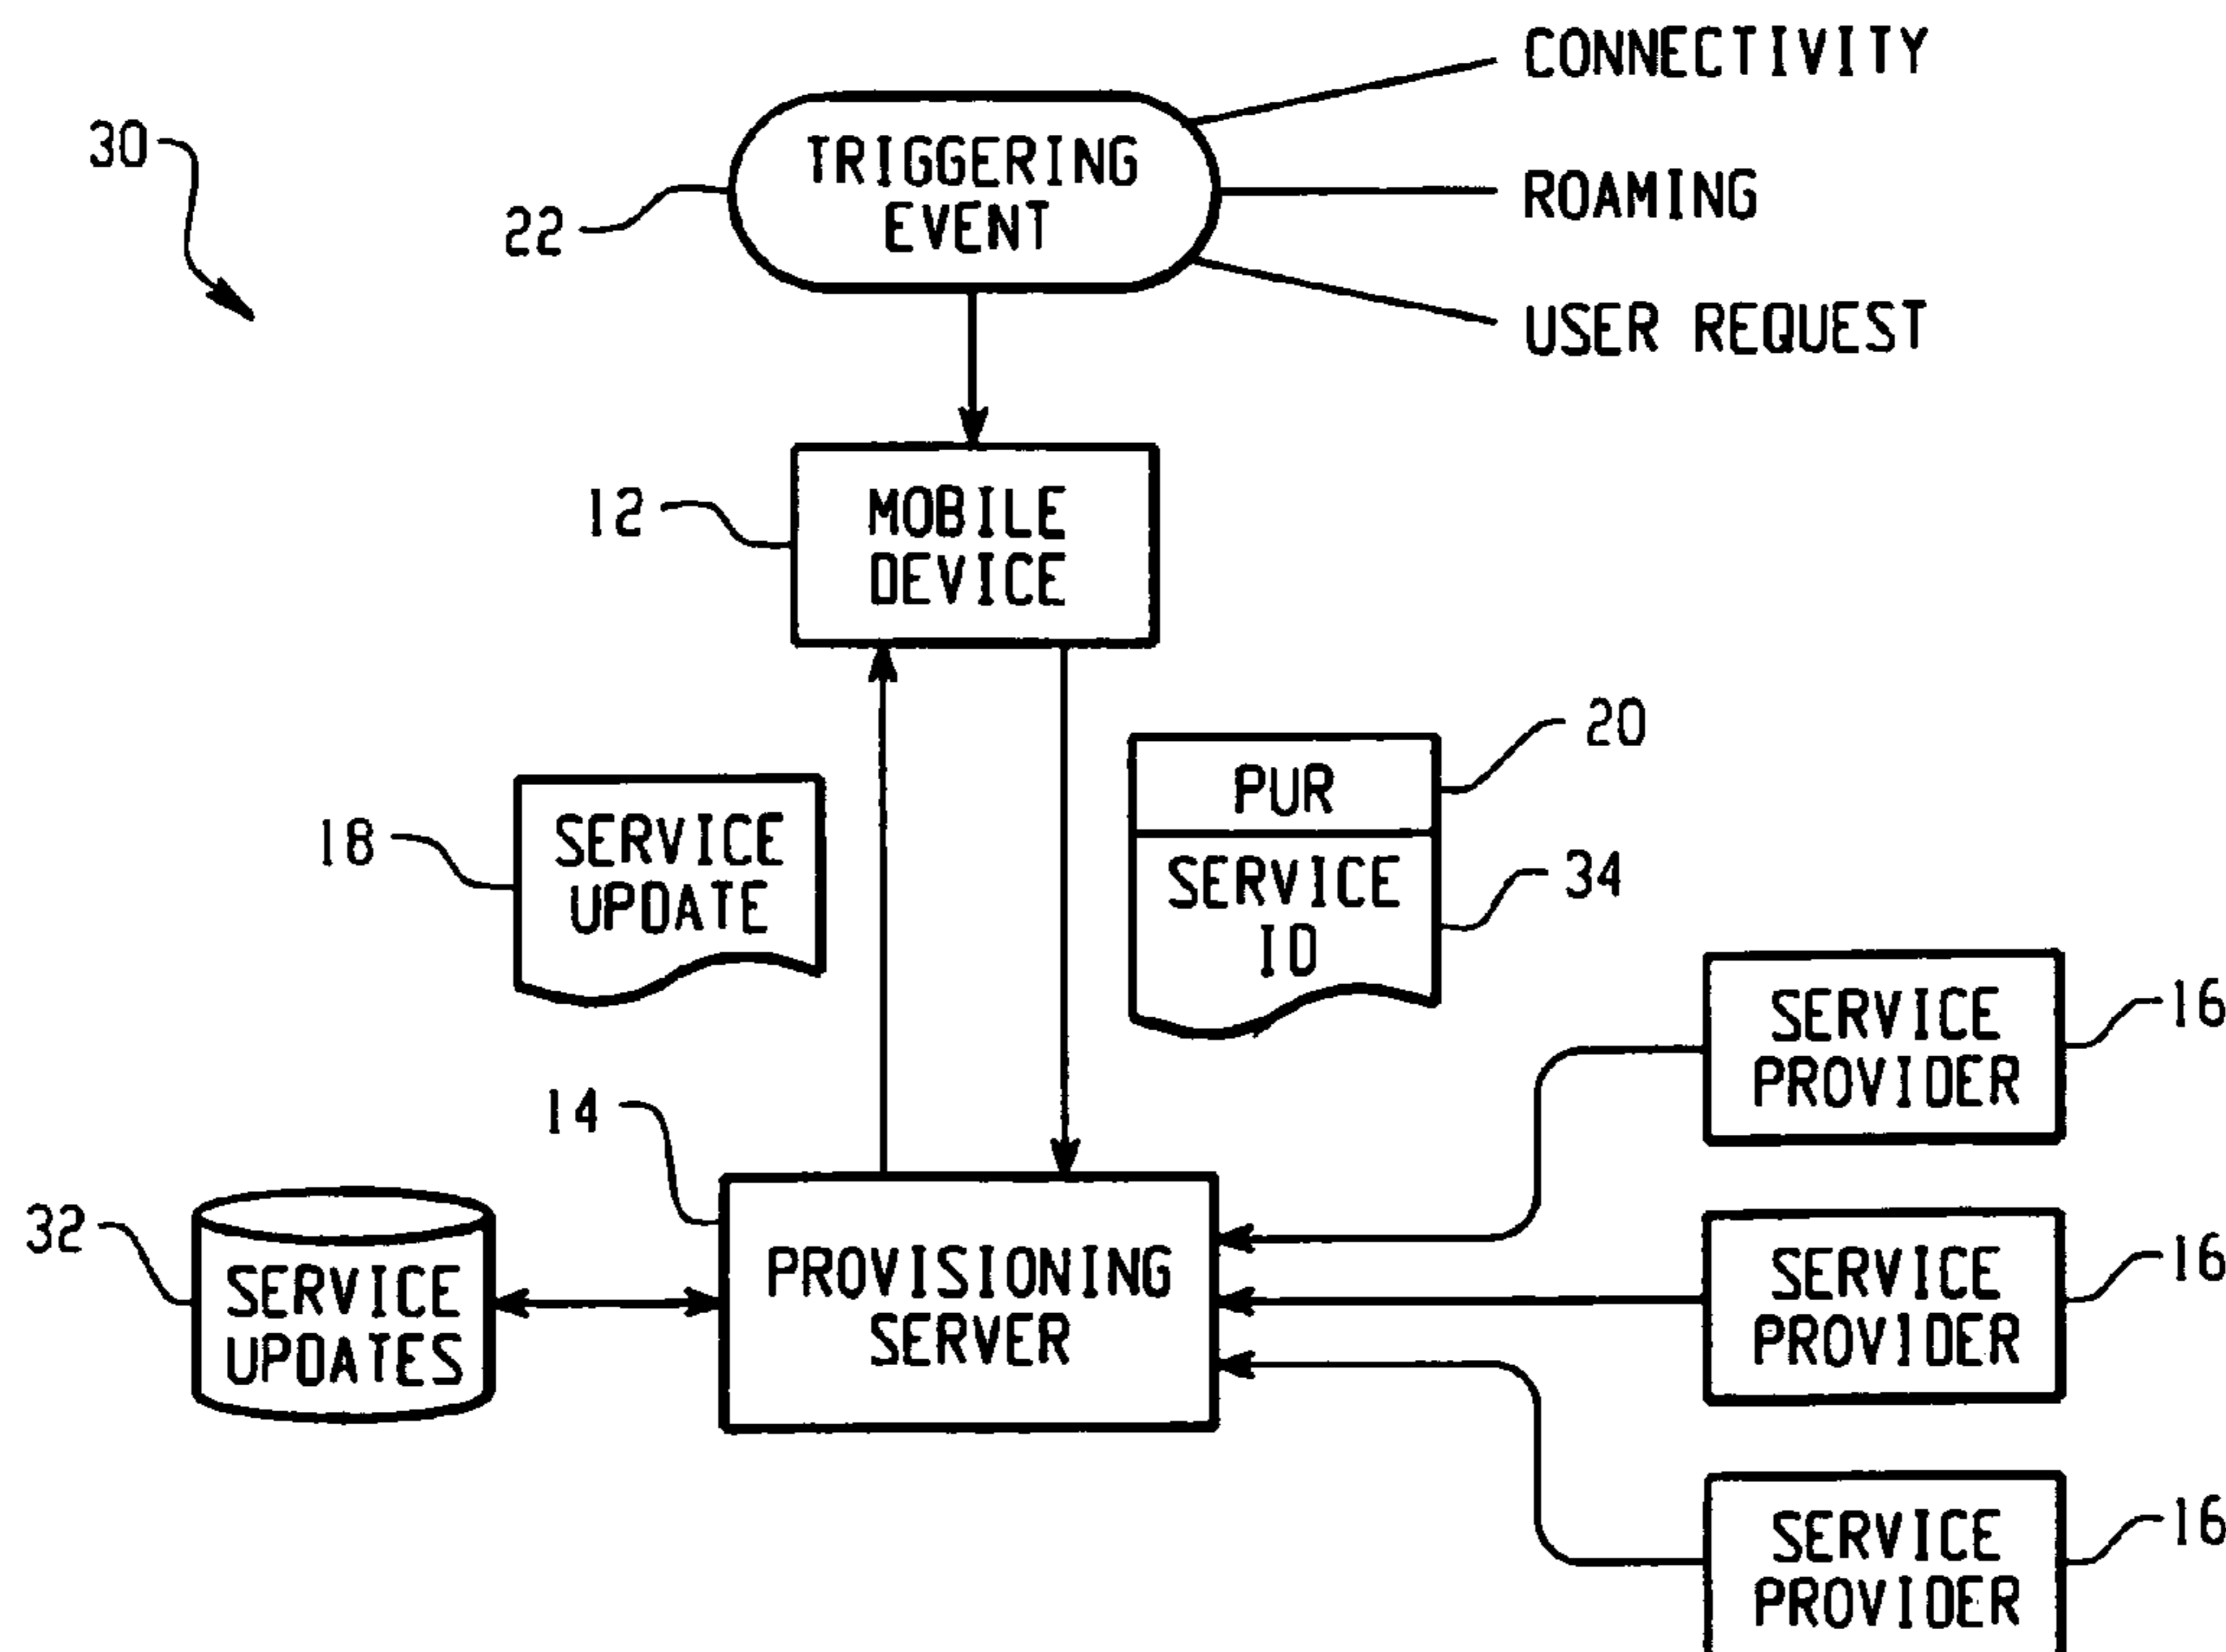 CONNECTIVITY
30
TRIGGERING
EVENT
ROAMING
22
USER REQUEST
12
MOBILE
DEVICE
20
PUR
18
SERVICE
UPDATE
SERVICE
ID
34
16
SERVICE
PROVIDER
14
32
SERVICE
UPDATES
PROVISIONING
SERVER
16
SERVICE
PROVIDER
16
SERVICE
PROVIDER